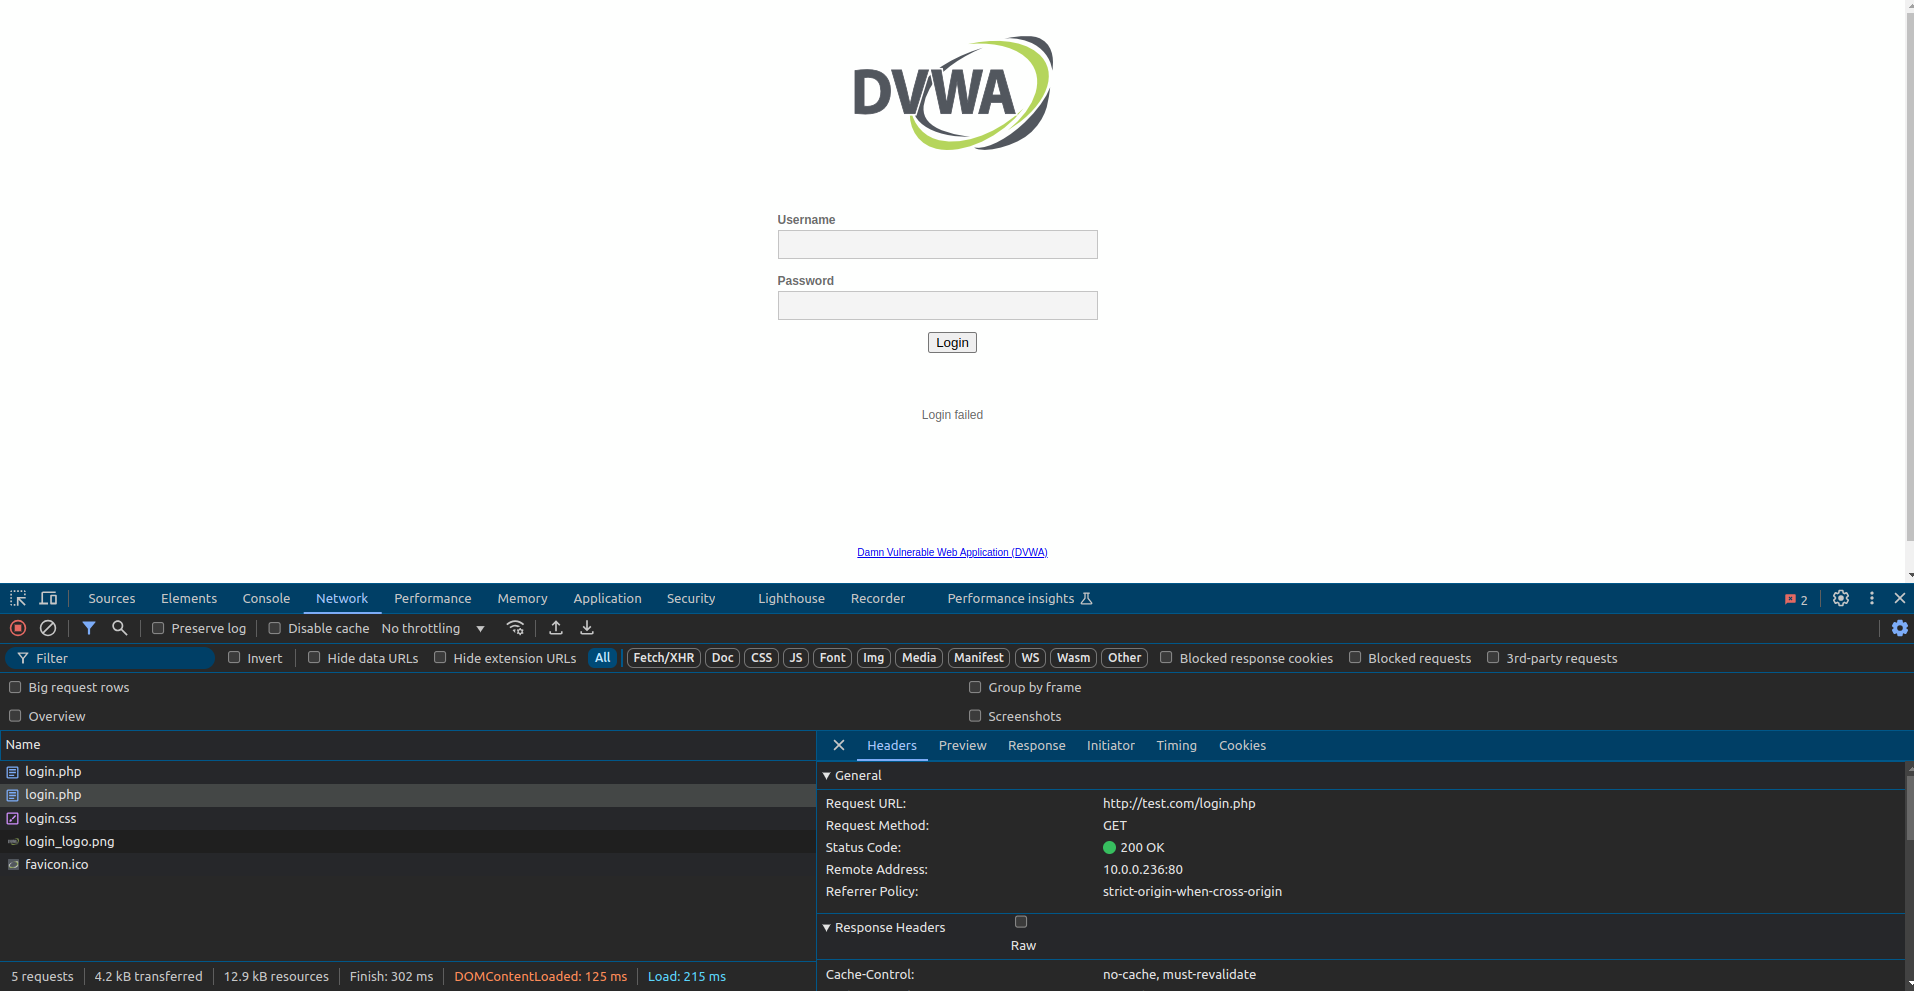 DVWA
Username
Password
Login
Login failed
Damn Vulnerable Web Application (DVWA)
Sources Elements Console Network Performance Memory Application Security Lighthouse Recorder Performance insights 2
Preserve log Disable cache No throttling
Filter Invert Hide data URLs Hide extension URLs All Fetch/XHR Doc CSS JS Font Img Media Manifest WS Wasm Other Blocked response cookies Blocked requests 3rd-party requests
Big request rows Group by frame
Overview Screenshots
Name
login.php
login.php
login.css
login_logo.png
favicon.ico
Headers Preview Response Initiator Timing Cookies
General
Request URL: http://test.com/login.php
Request Method: GET
Status Code: 200 OK
Remote Address: 10.0.0.236:80
Referrer Policy: strict-origin-when-cross-origin
Response Headers
Raw
Cache-Control: no-cache, must-revalidate
5 requests 4.2 kB transferred 12.9 kB resources Finish: 302 ms DOMContentLoaded: 125 ms Load: 215 ms